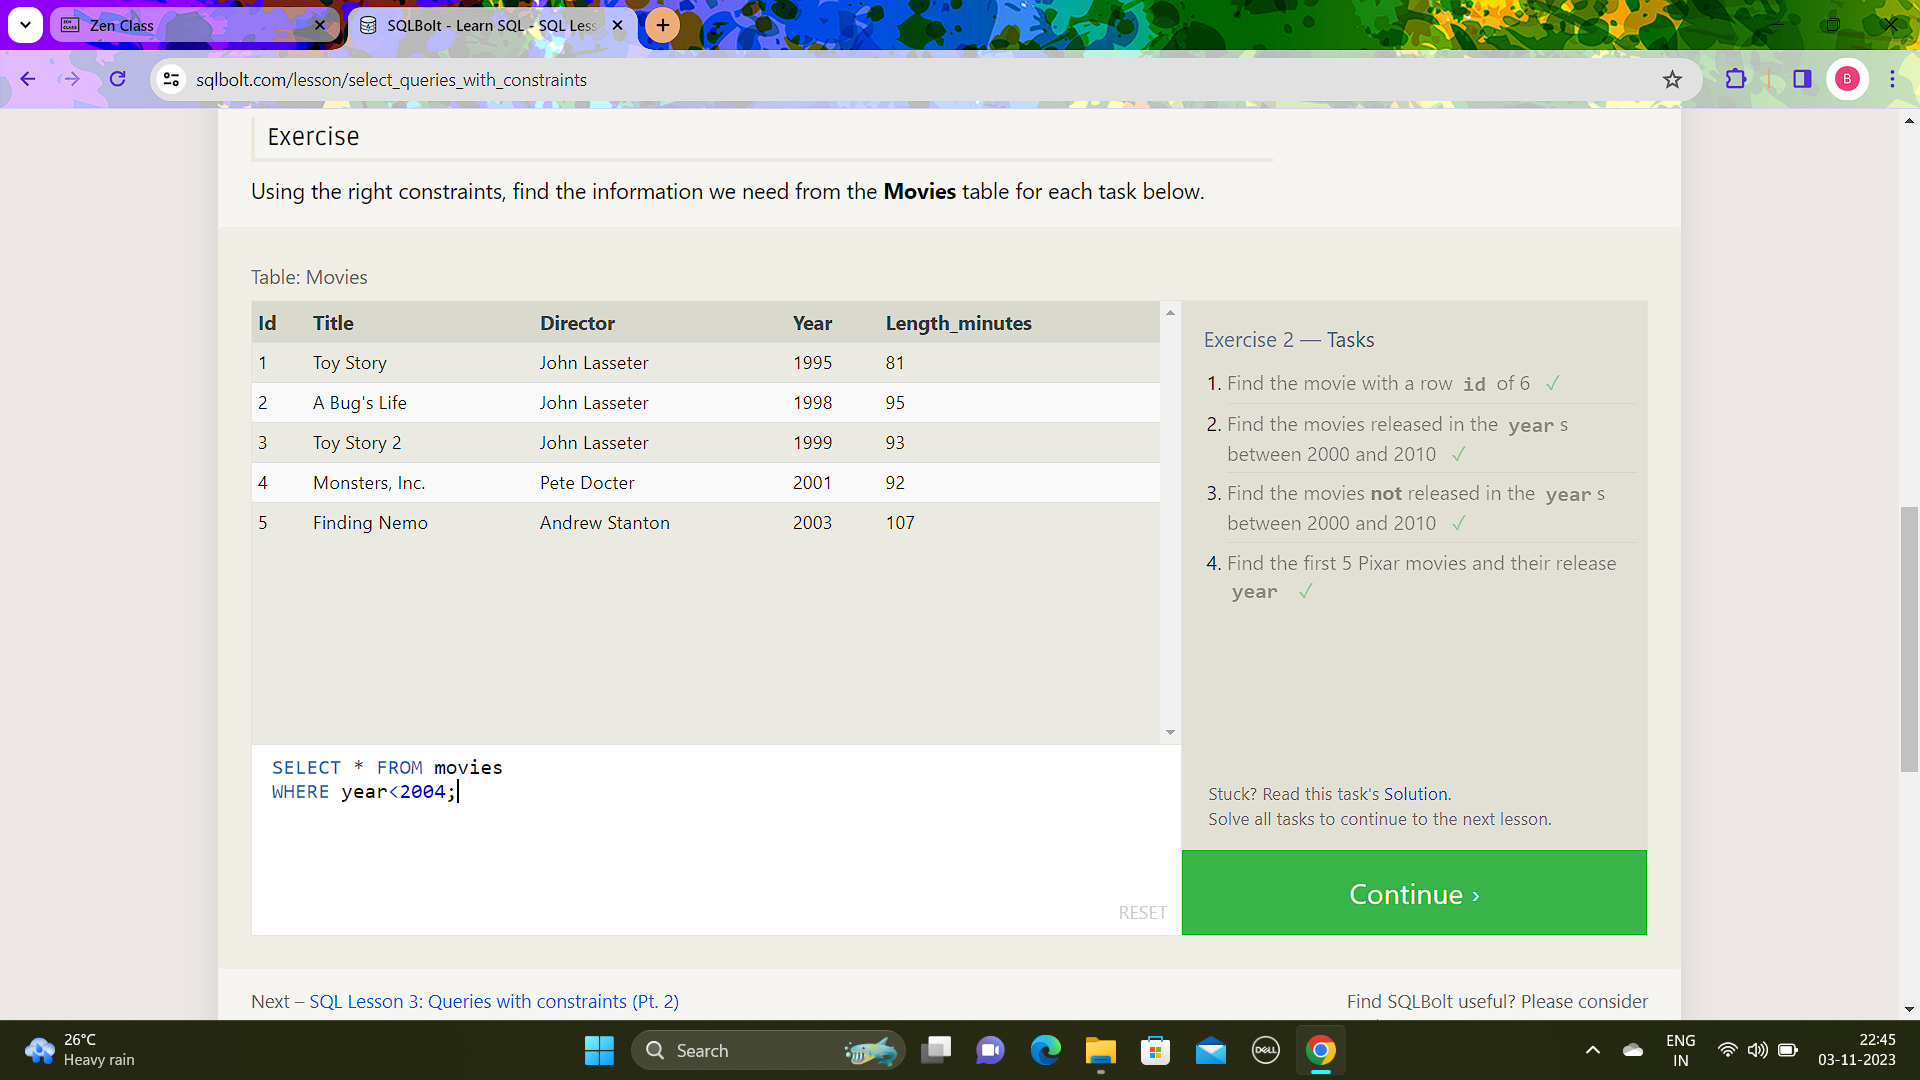 Zen Class
SQLBolt - Learn SQL - SQL Less
sqlbolt.com/lesson/select_queries_with_constraints
B
Exercise
Using the right constraints, find the information we need from the Movies table for each task below.
Table: Movies
Id Title Director Year Length_minutes
1 Toy Story John Lasseter 1995 81
2 A Bug's Life John Lasseter 1998 95
3 Toy Story 2 John Lasseter 1999 93
4 Monsters, Inc. Pete Docter 2001 92
5 Finding Nemo Andrew Stanton 2003 107
SELECT * FROM movies
WHERE year<2004;
RESET
Exercise 2 — Tasks
1. Find the movie with a row id of 6 ✓
2. Find the movies released in the year s
between 2000 and 2010 ✓
3. Find the movies not released in the year s
between 2000 and 2010 ✓
4. Find the first 5 Pixar movies and their release
year ✓
Stuck? Read this task's Solution.
Solve all tasks to continue to the next lesson.
Continue ›
Next – SQL Lesson 3: Queries with constraints (Pt. 2)
Find SQLBolt useful? Please consider
26°C
Heavy rain
Search
DELL
ENG
IN
22:45
03-11-2023